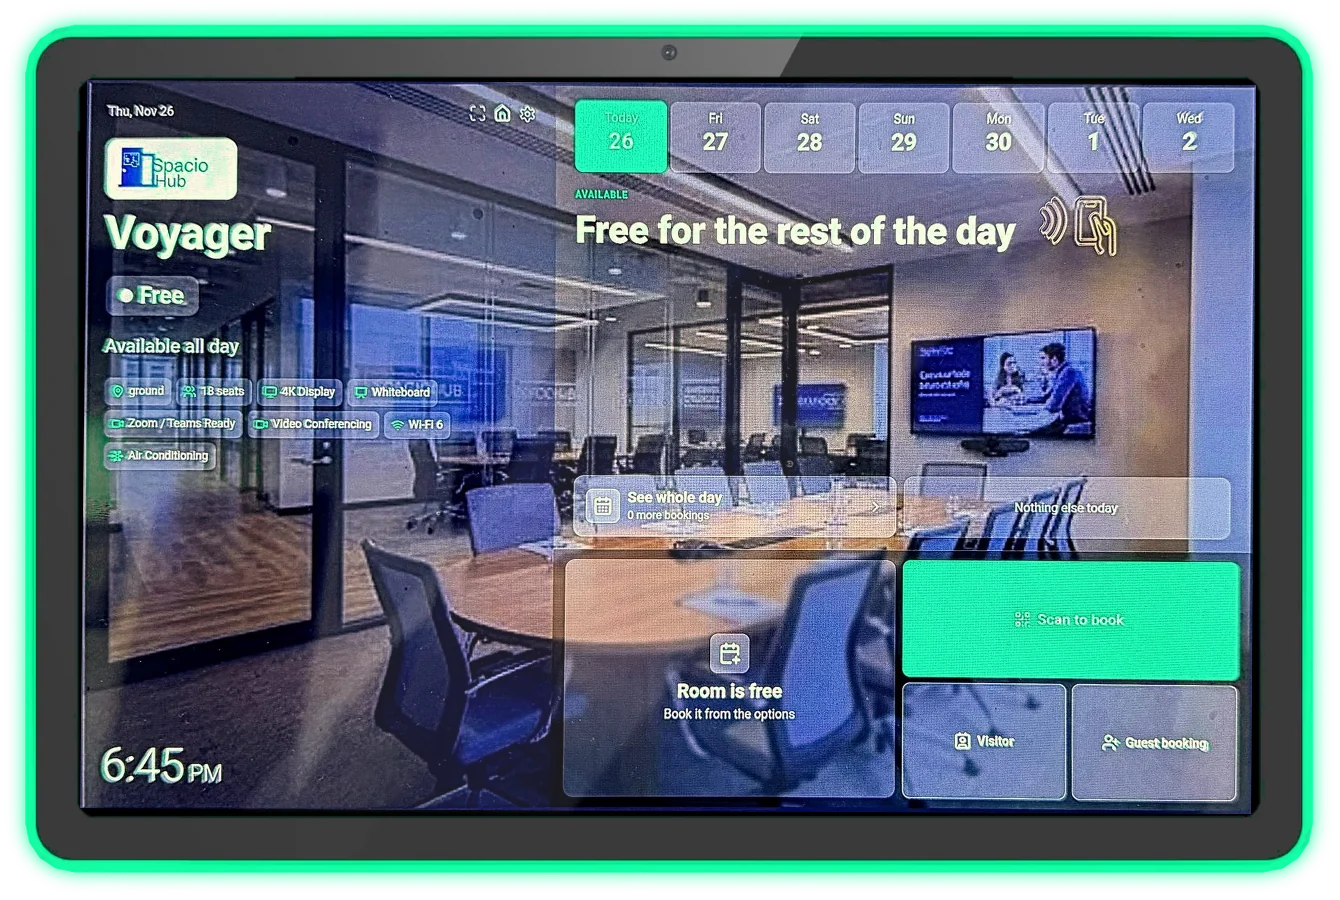 Thu, Nov 26
Spacio
Hub
Voyager
Free
Available all day
ground
18 seats
4K Display
Whiteboard
Zoom / Teams Ready
Video Conferencing
Wi-Fi 6
Air Conditioning
6:45 PM
Today
26
Fri
27
Sat
28
Sun
29
Mon
30
Tue
1
Wed
2
AVAILABLE
Free for the rest of the day
See whole day
0 more bookings
Nothing else today
Room is free
Book it from the options
Scan to book
Visitor
Guest booking